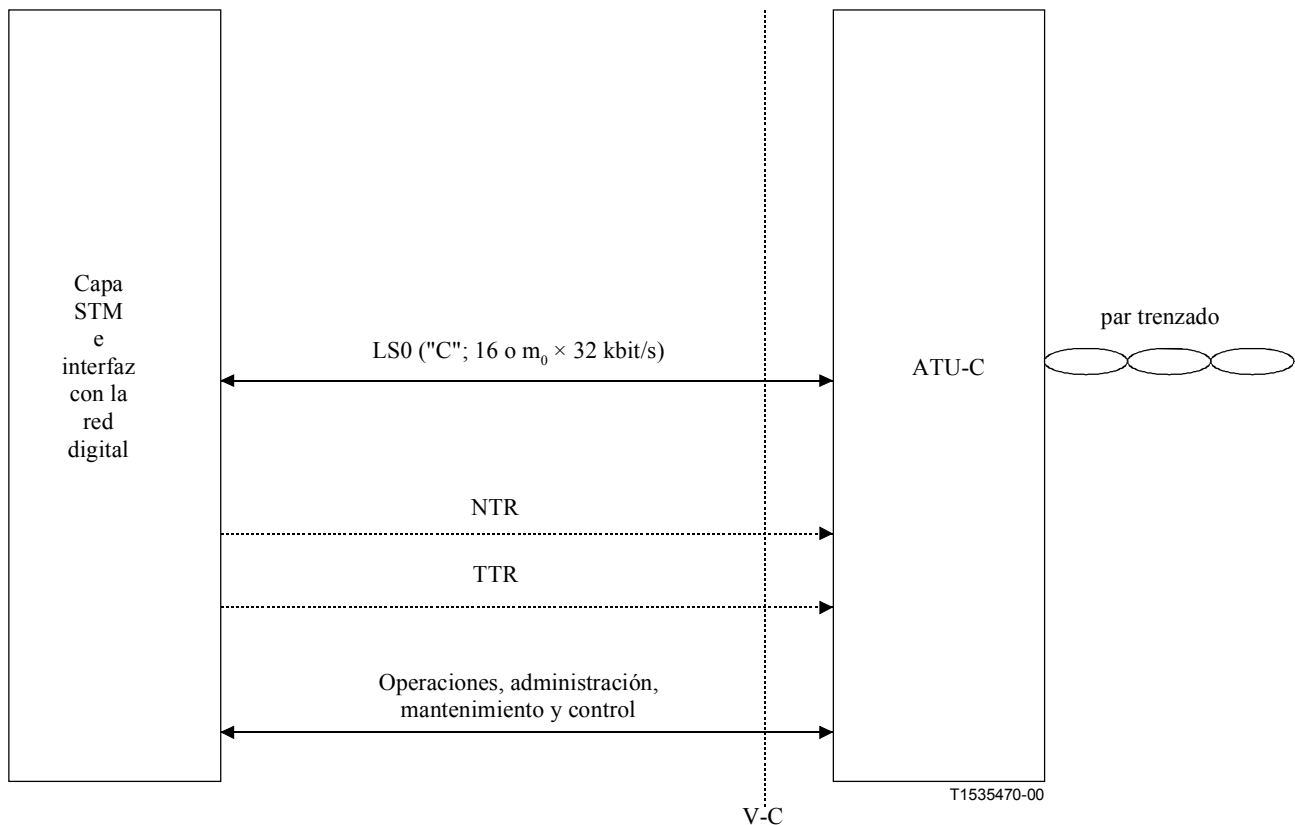 Capa
STM
e
interfaz
con la
red
digital
LS0 ("C"; 16 o m₀ × 32 kbit/s)
ATU-C
par trenzado
NTR
TTR
Operaciones, administración,
mantenimiento y control
T1535470-00
V-C